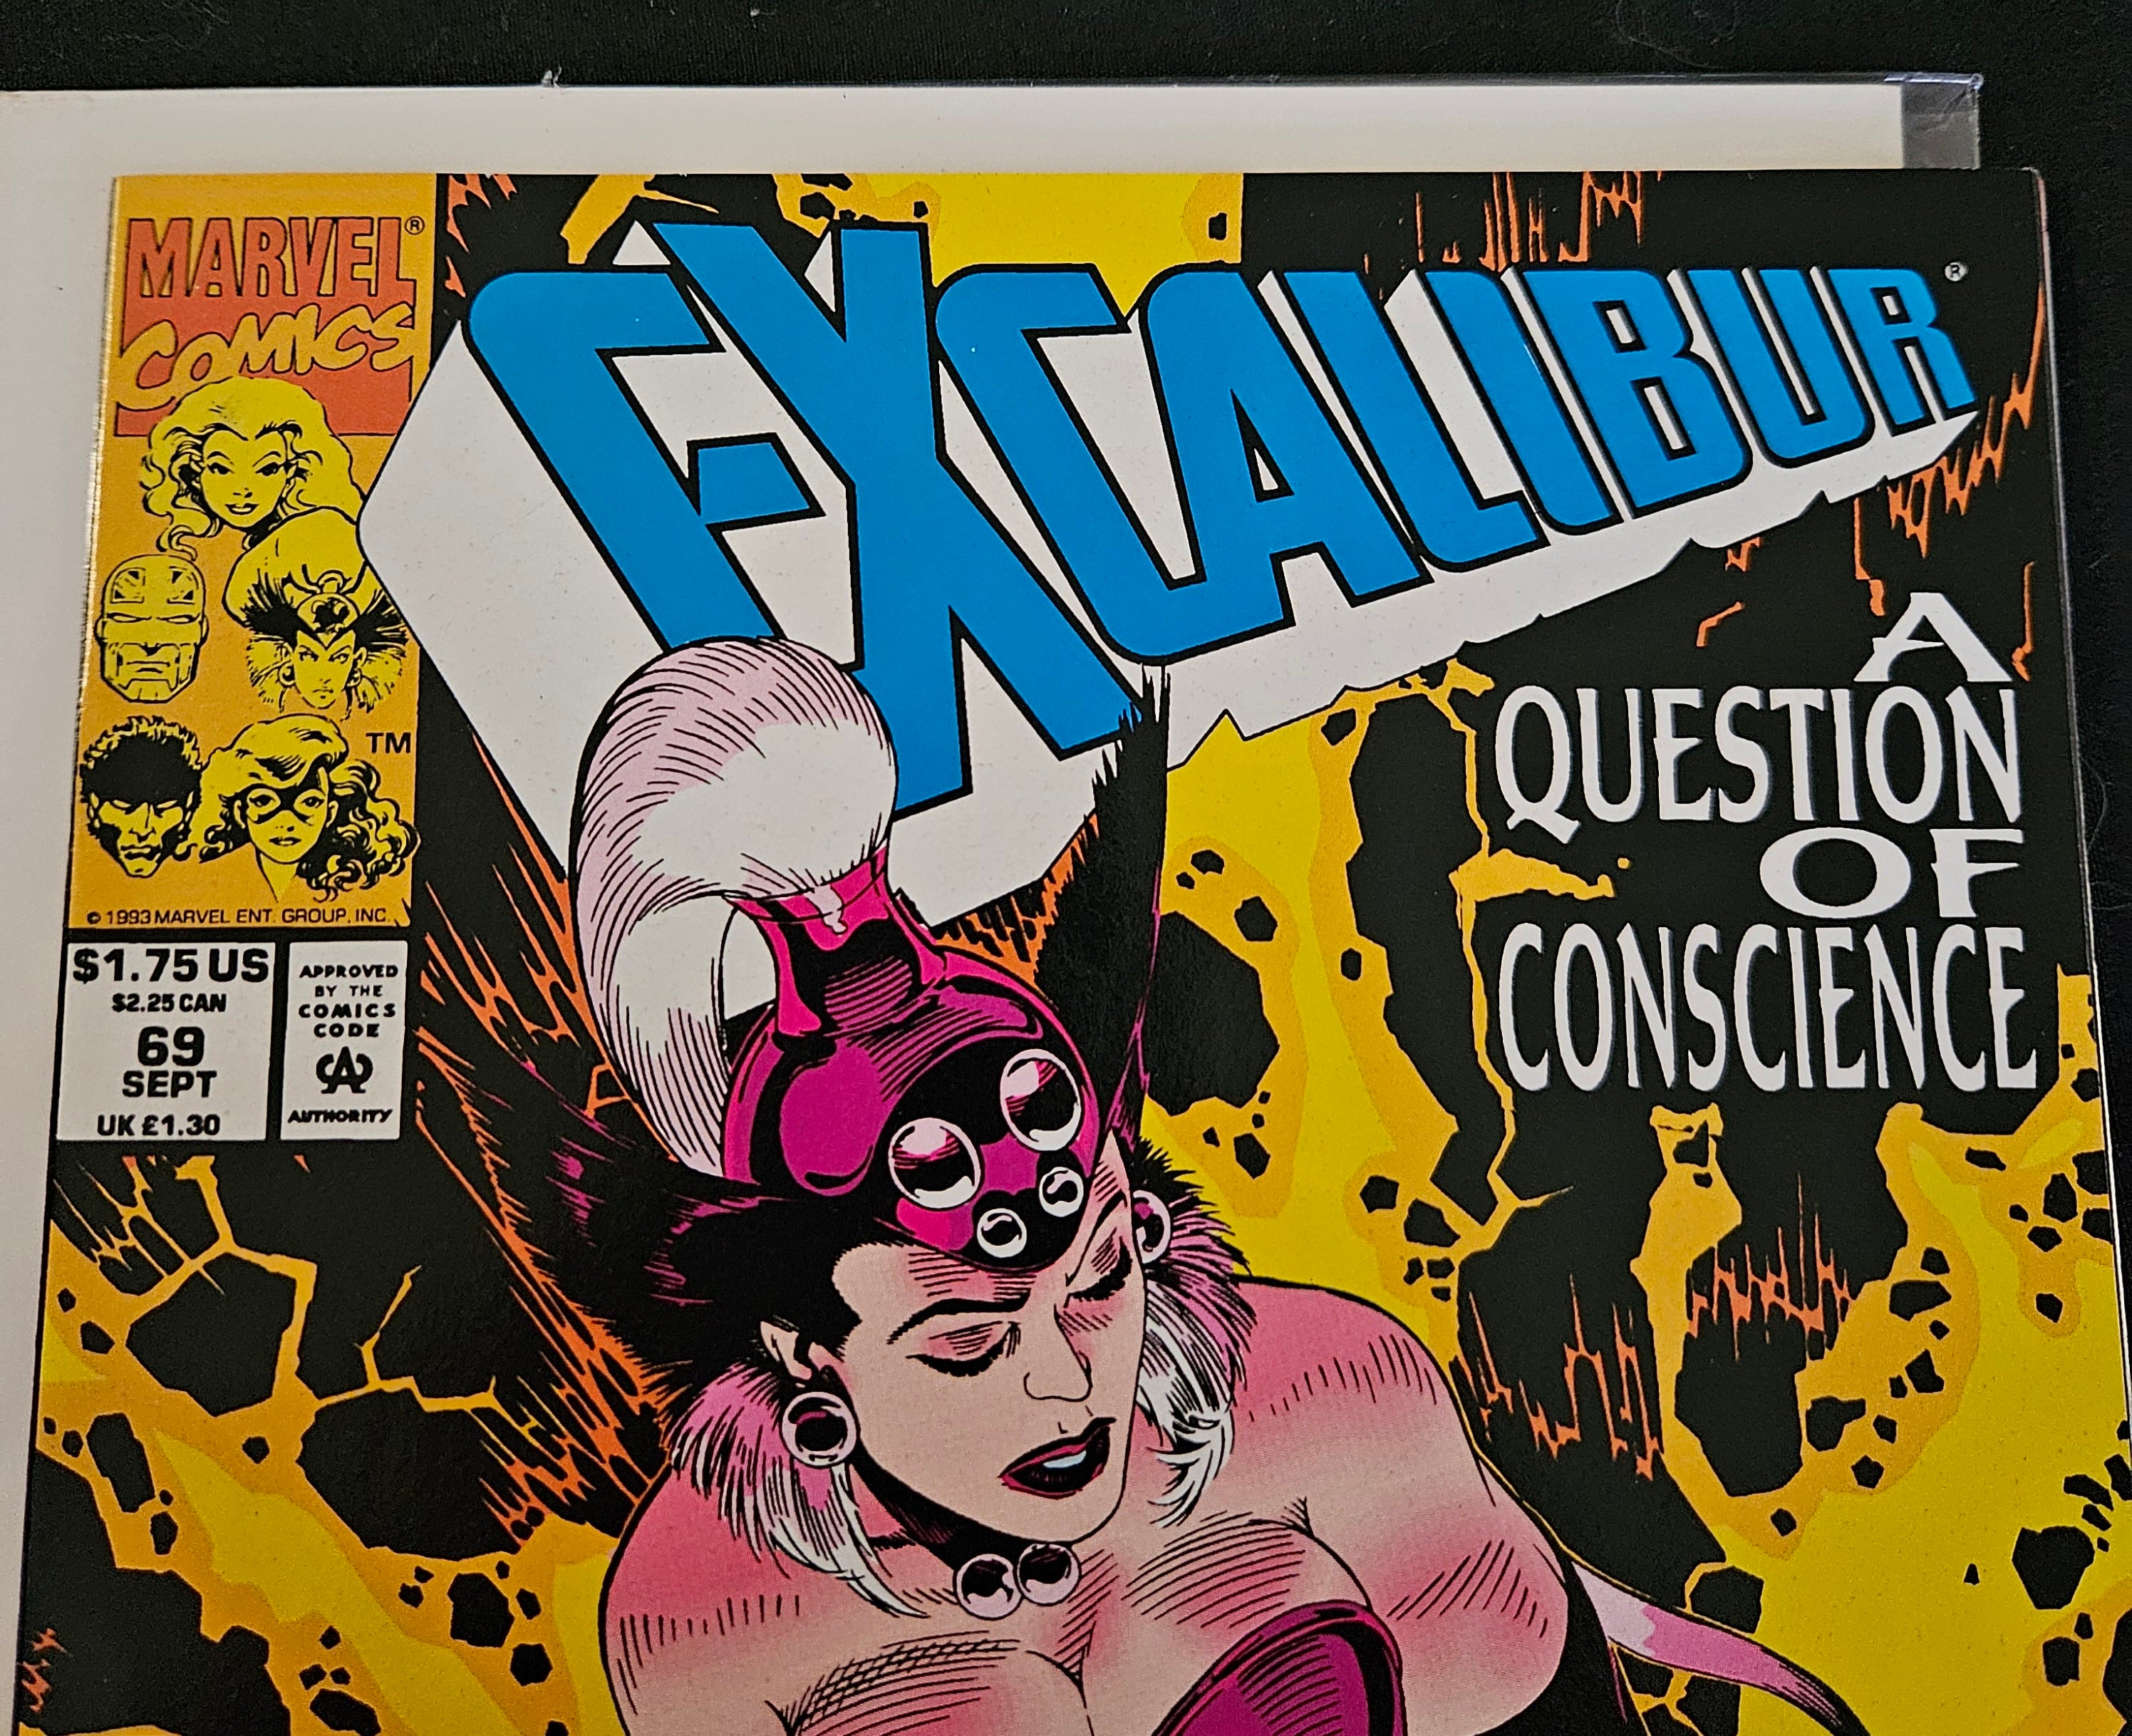 MARVEL®
COMICS
TM
© 1993 MARVEL ENT. GROUP, INC.
$1.75 US
$2.25 CAN
69
SEPT
UK £1.30
APPROVED
BY THE
COMICS
CODE
CA
AUTHORITY
EXCALIBUR®
A
QUESTION
OF
CONSCIENCE